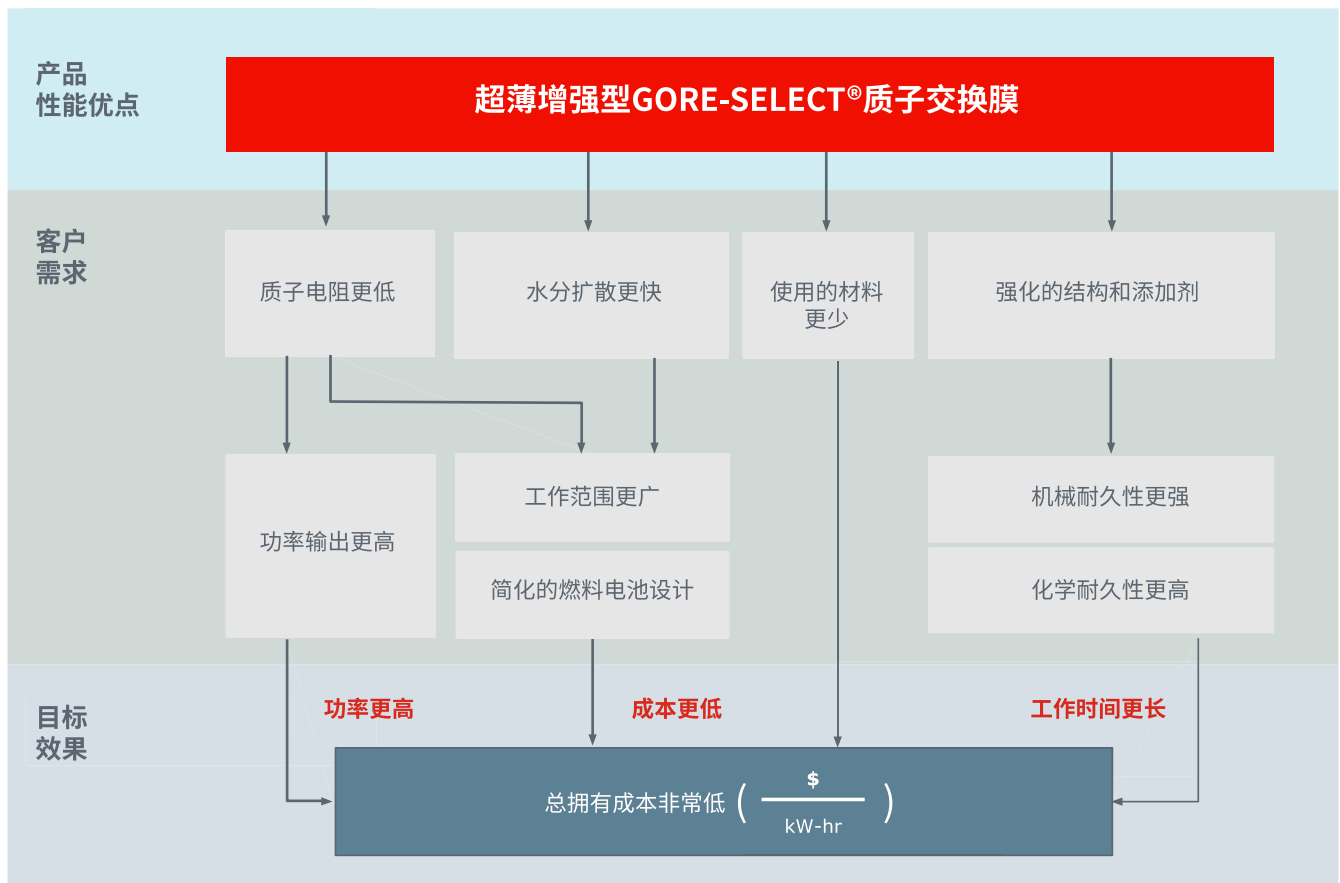 产品
性能优点
超薄增强型GORE-SELECT®质子交换膜
客户
需求
质子电阻更低
水分扩散更快
使用的材料
更少
强化的结构和添加剂
功率输出更高
工作范围更广
简化的燃料电池设计
机械耐久性更强
化学耐久性更高
目标
效果
功率更高
成本更低
工作时间更长
总拥有成本非常低 (
$
kW-hr
)